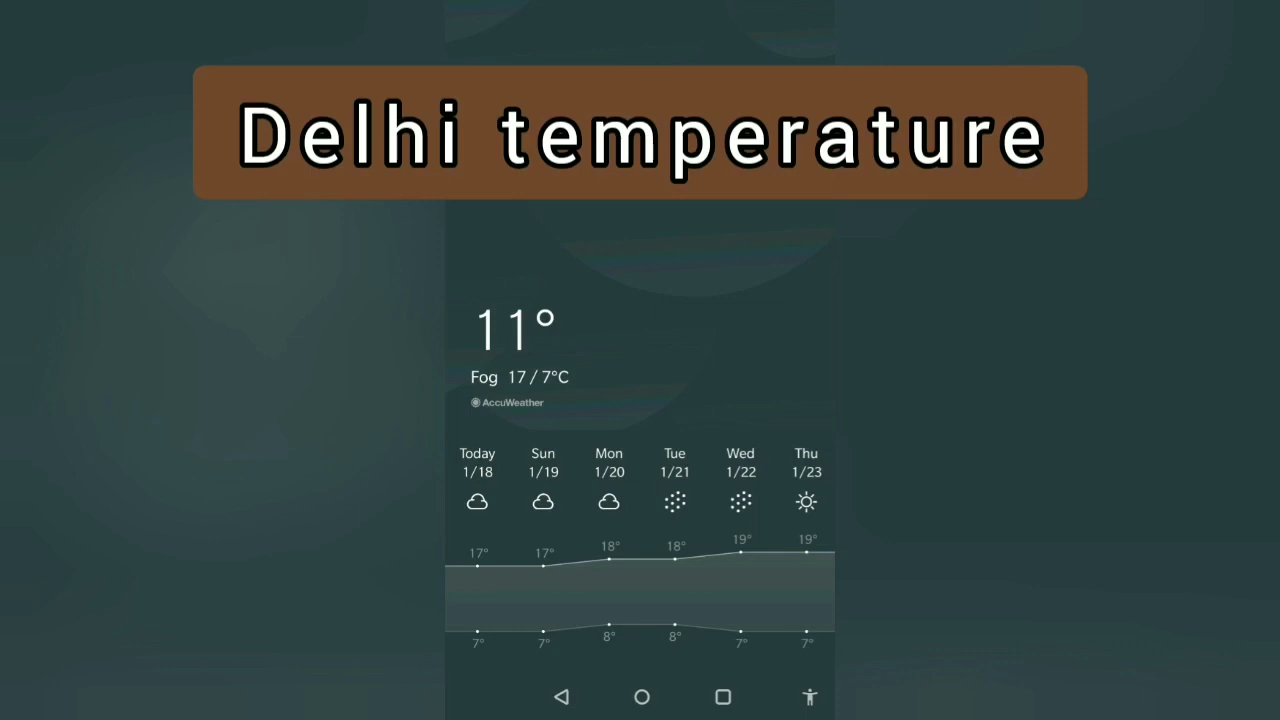 Delhi temperature
11°
Fog 17 / 7°C
AccuWeather
Today Sun Mon Tue Wed Thu
1/18 1/19 1/20 1/21 1/22 1/23
17° 17° 18° 18° 19° 19°
7° 7° 8° 8° 7° 7°